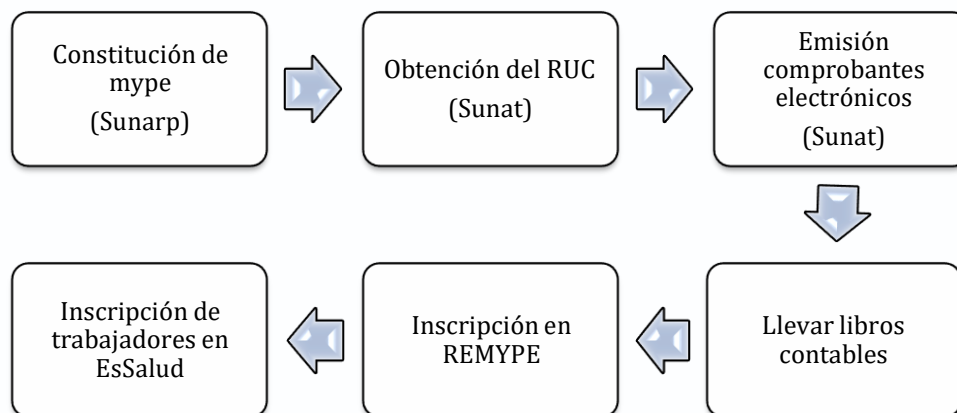 Constitución de
mype
(Sunarp)
Obtención del RUC
(Sunat)
Emisión
comprobantes
electrónicos
(Sunat)
Llevar libros
contables
Inscripción en
REMYPE
Inscripción de
trabajadores en
EsSalud